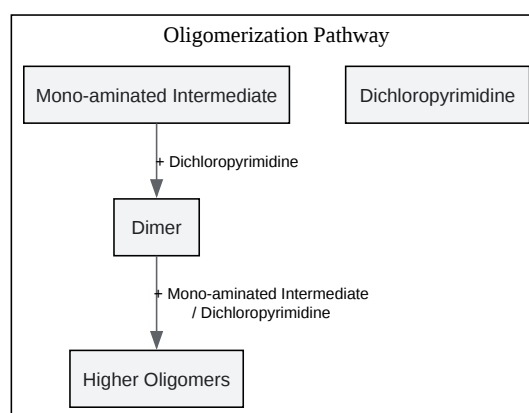 Oligomerization Pathway
Mono-aminated Intermediate
Dichloropyrimidine
+ Dichloropyrimidine
Dimer
+ Mono-aminated Intermediate
/ Dichloropyrimidine
Higher Oligomers